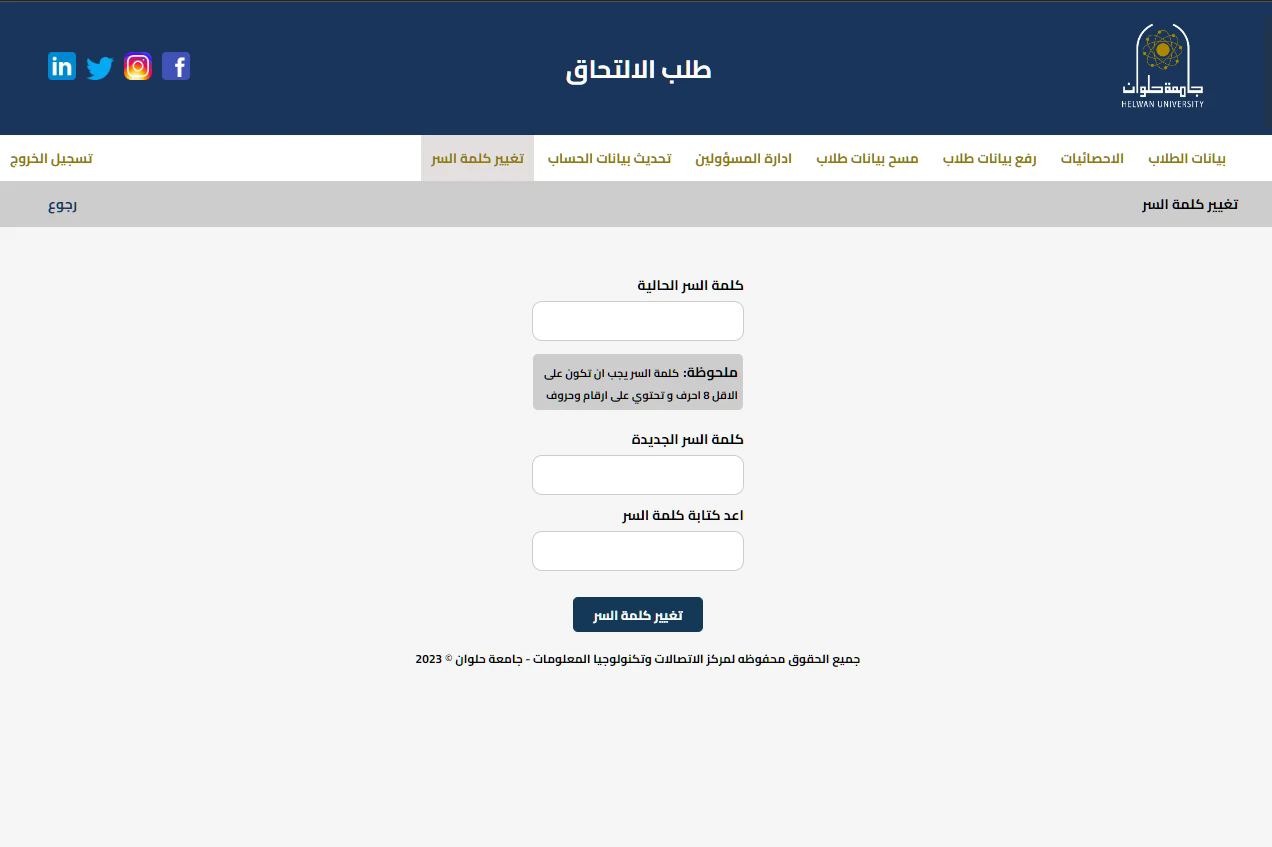 جامعة حلوان
HELWAN UNIVERSITY
طلب الالتحاق
بيانات الطلاب
الاحصائيات
رفع بيانات طلاب
مسح بيانات طلاب
ادارة المسؤولين
تحديث بيانات الحساب
تغيير كلمة السر
تسجيل الخروج
تغيير كلمة السر
رجوع
كلمة السر الحالية
ملحوظة: كلمة السر يجب ان تكون على
الاقل 8 احرف و تحتوي على ارقام وحروف
كلمة السر الجديدة
اعد كتابة كلمة السر
تغيير كلمة السر
جميع الحقوق محفوظه لمركز الاتصالات وتكنولوجيا المعلومات - جامعة حلوان © 2023